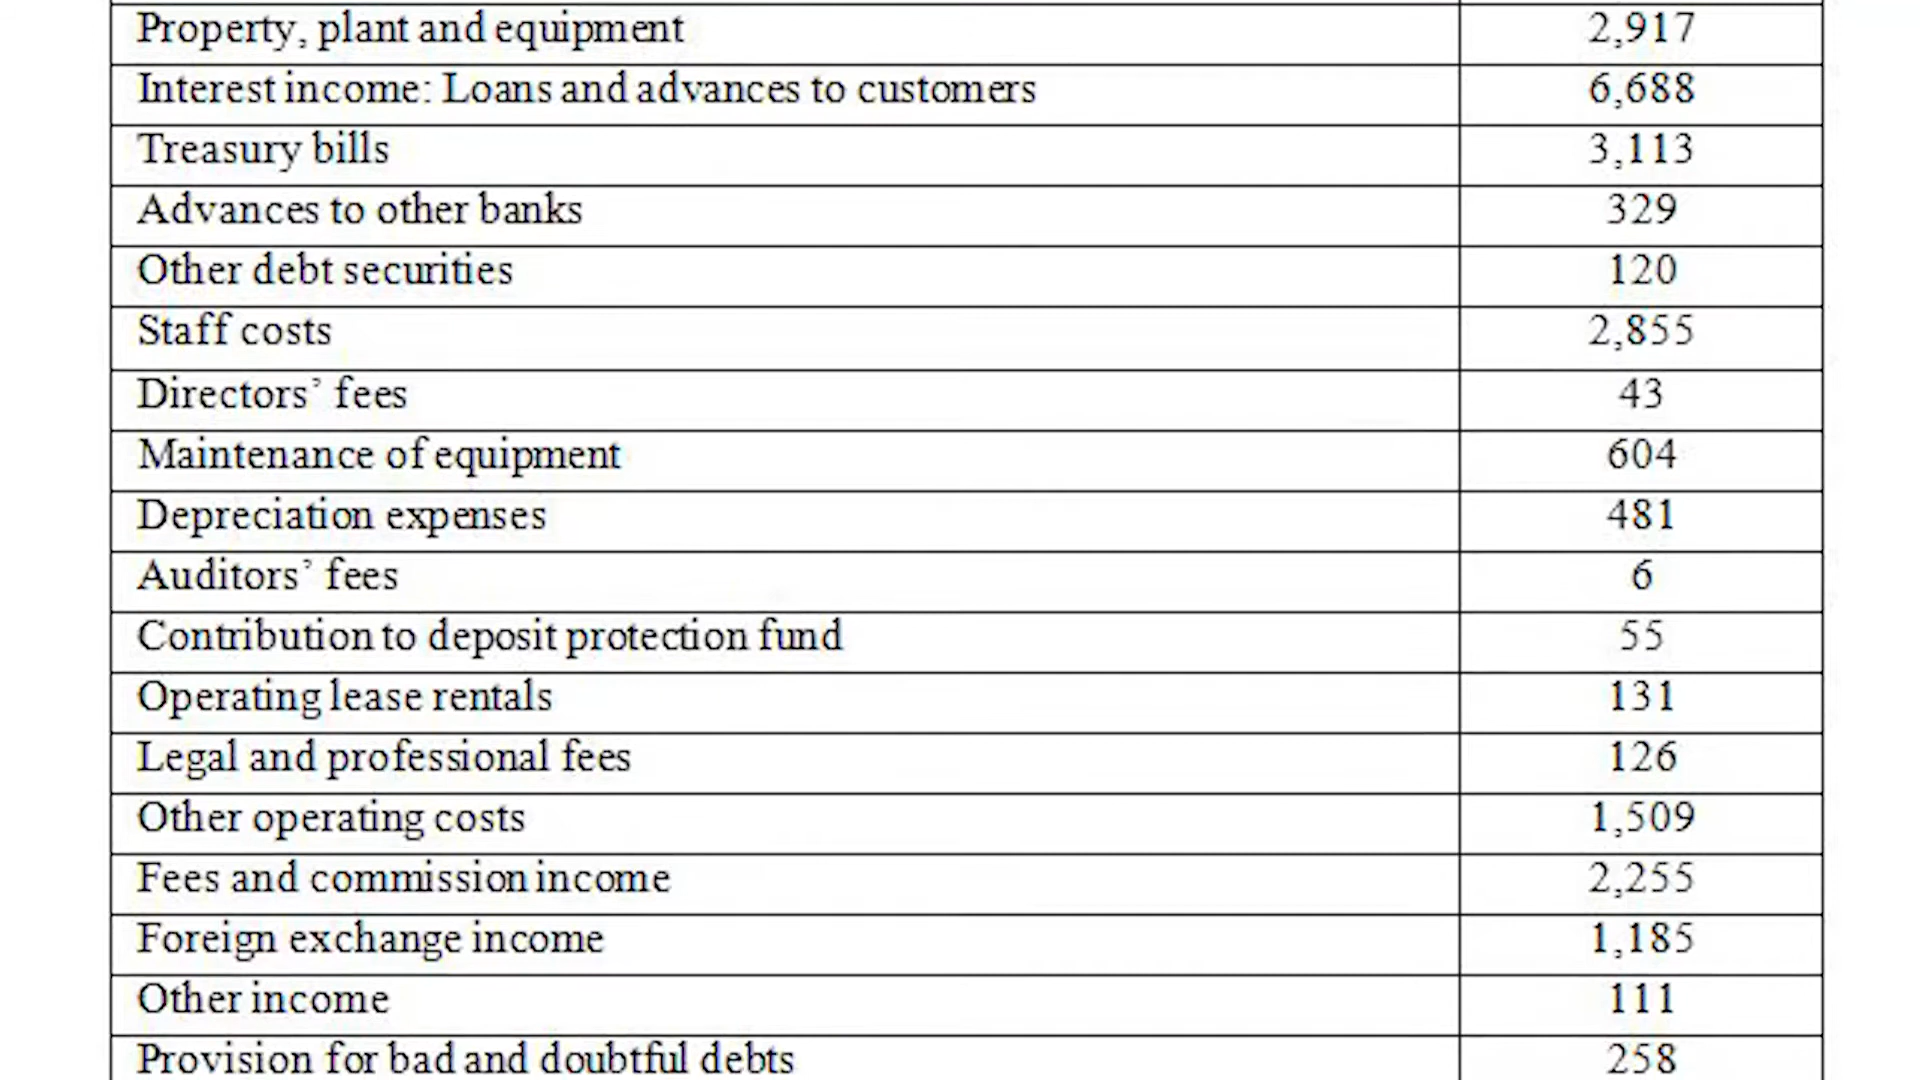 Property, plant and equipment 2,917
Interest income: Loans and advances to customers 6,688
Treasury bills 3,113
Advances to other banks 329
Other debt securities 120
Staff costs 2,855
Directors’ fees 43
Maintenance of equipment 604
Depreciation expenses 481
Auditors’ fees 6
Contribution to deposit protection fund 55
Operating lease rentals 131
Legal and professional fees 126
Other operating costs 1,509
Fees and commission income 2,255
Foreign exchange income 1,185
Other income 111
Provision for bad and doubtful debts 258